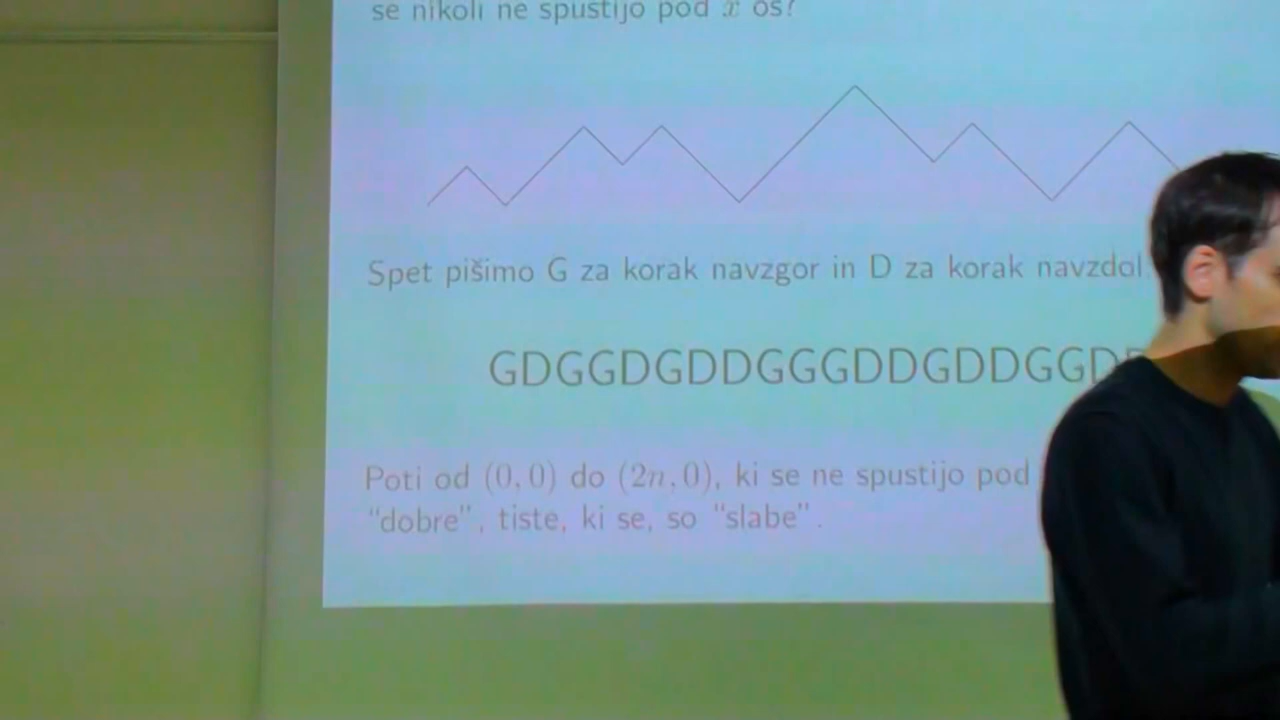 se nikoli ne spustijo pod x os?
Spet pišimo G za korak navzgor in D za korak navzdol
GDGGDGDDGGGDDGDDGGD
Poti od (0, 0) do (2n, 0), ki se ne spustijo pod
“dobre”, tiste, ki se, so “slabe”.